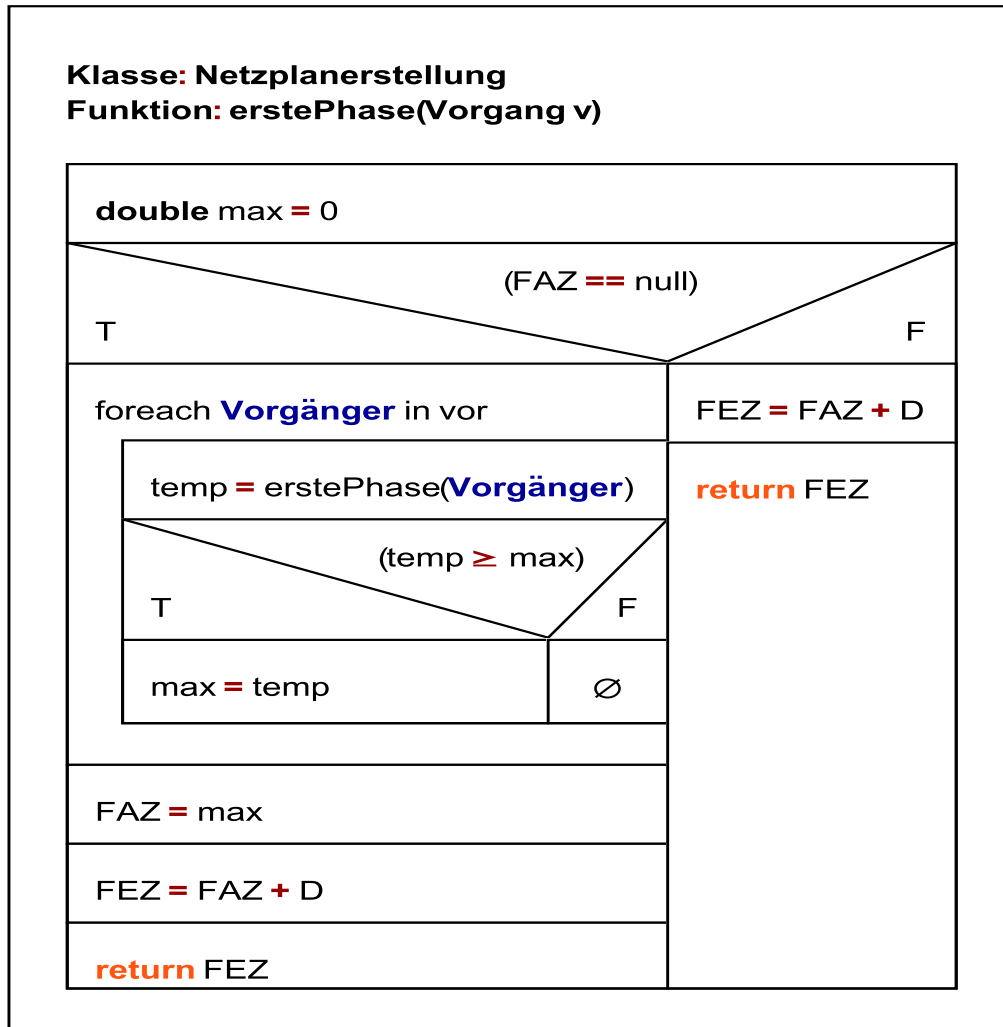 Klasse: Netzplanerstellung
Funktion: erstePhase(Vorgang v)
double max = 0
(FAZ == null)
T
F
foreach Vorgänger in vor
temp = erstePhase(Vorgänger)
(temp ≥ max)
T
F
max = temp
∅
FAZ = max
FEZ = FAZ + D
return FEZ
FEZ = FAZ + D
return FEZ